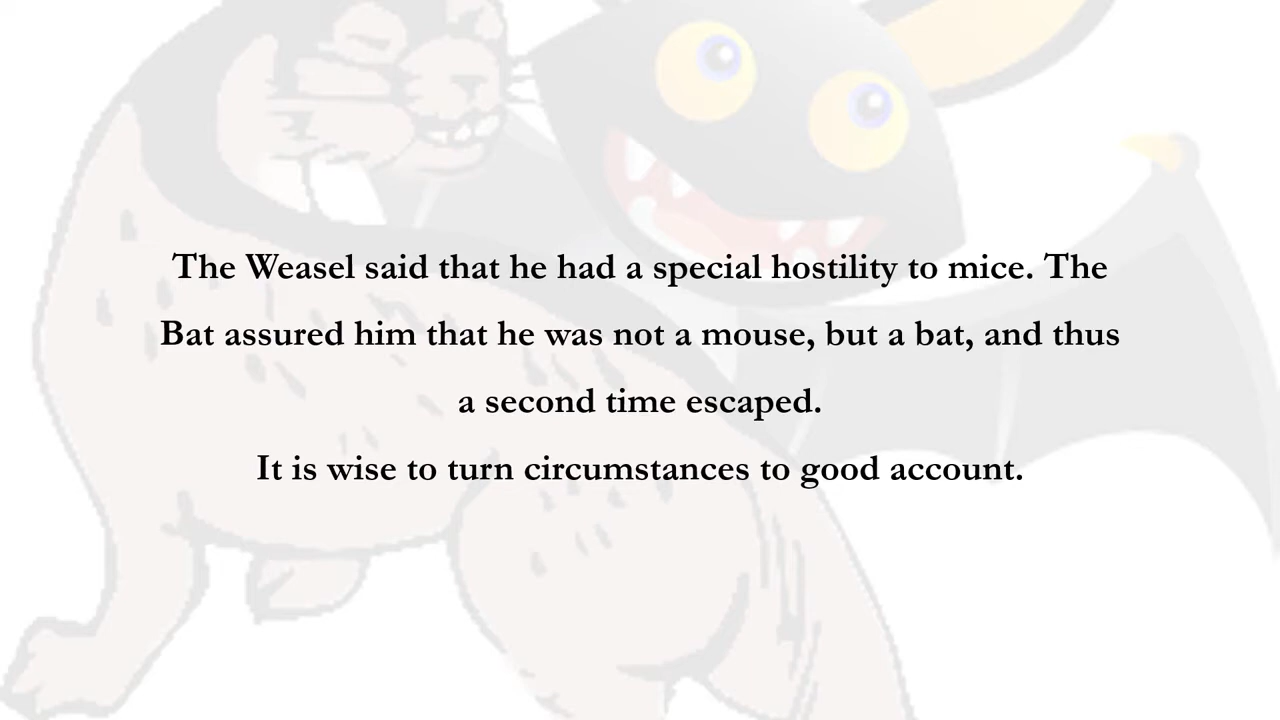 The Weasel said that he had a special hostility to mice. The
Bat assured him that he was not a mouse, but a bat, and thus
a second time escaped.
It is wise to turn circumstances to good account.